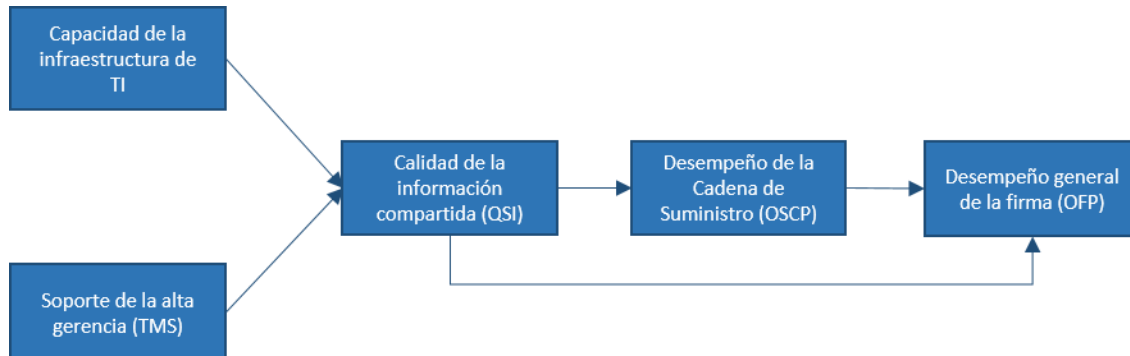 Capacidad de la
infraestructura de
TI
Calidad de la
información
compartida (QSI)
Desempeño de la
Cadena de
Suministro (OSCP)
Desempeño general
de la firma (OFP)
Soporte de la alta
gerencia (TMS)